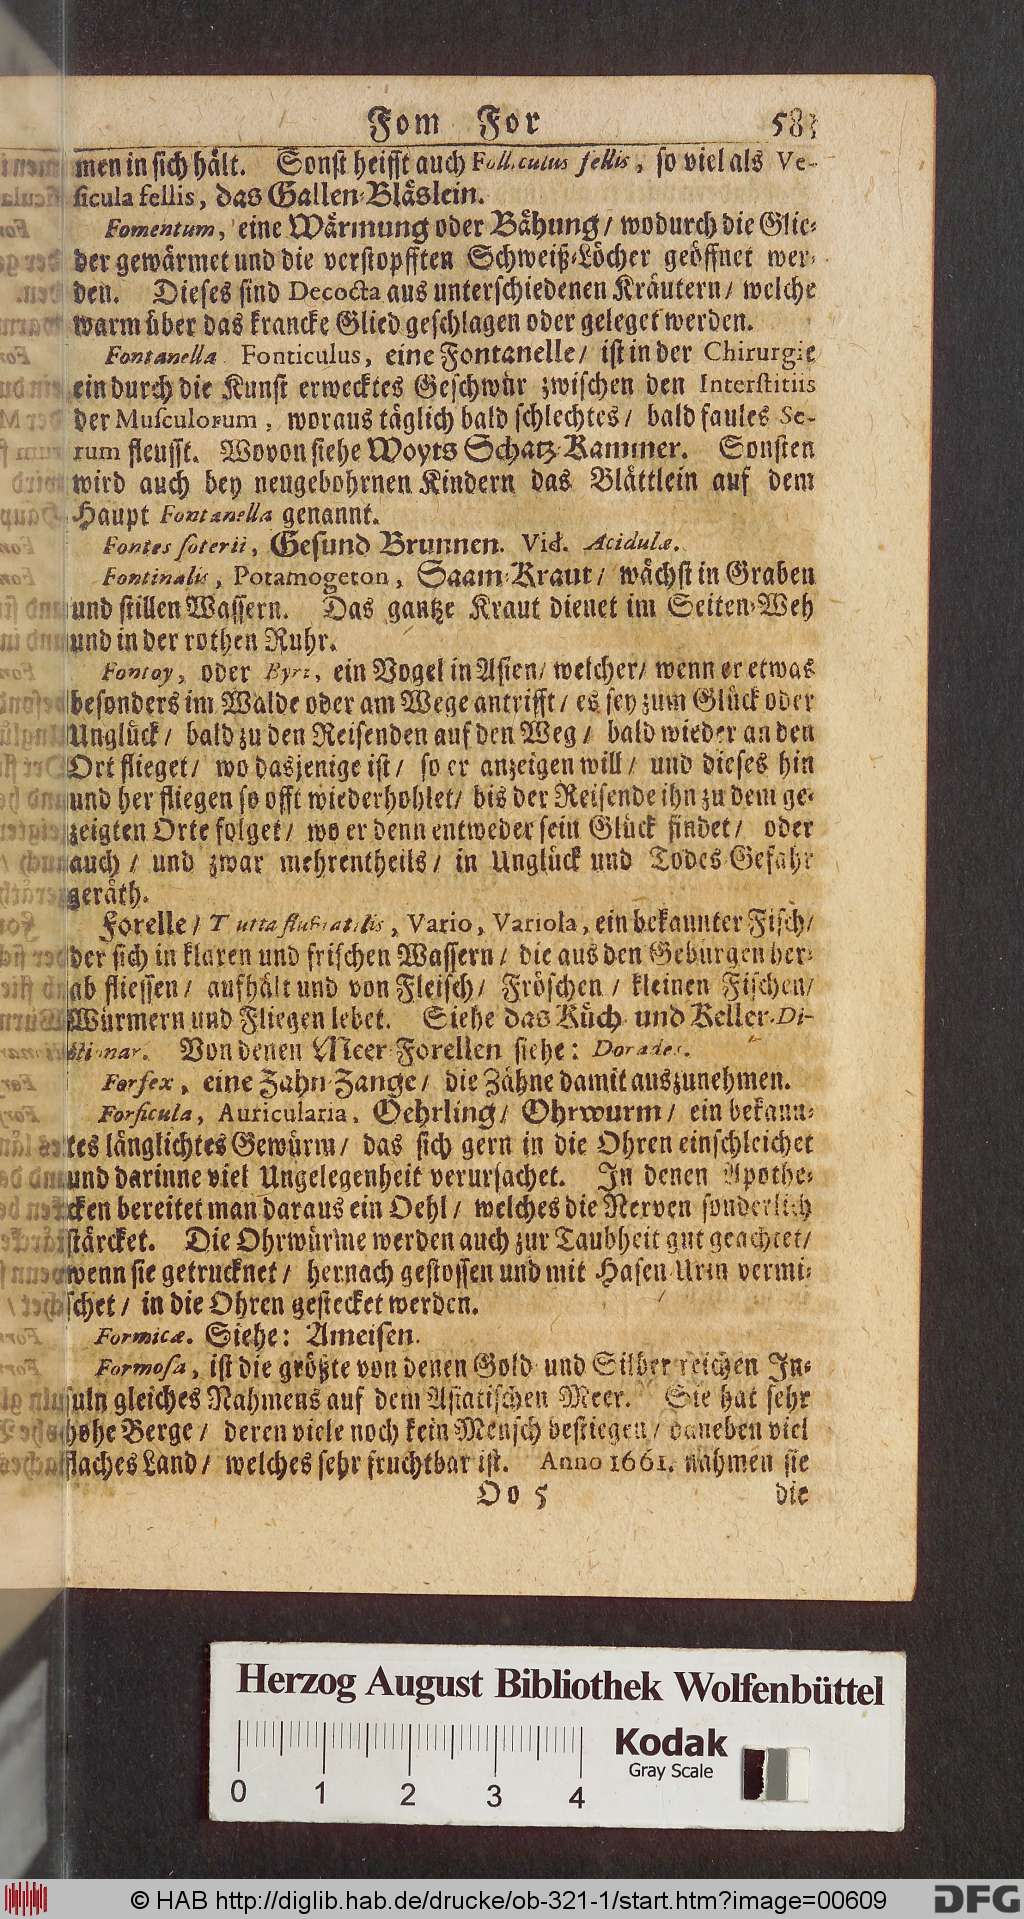 Fom For 583
men in sich hält. Sonst heisst auch Folliculus fellis, so viel als Ve-
sicula fellis, das Gallen-Bläslein.
Fomentum, eine Wärmung oder Bähung/ wodurch die Glie-
der gewärmet und die verstopfften Schweiß-Löcher geöffnet wer-
den. Dieses sind Decocta aus unterschiedenen Kräutern/ welche
warm über das krancke Glied geschlagen oder geleget werden.
Fontanella Fonticulus, eine Fontanelle/ ist in der Chirurgie
ein durch die Kunst erwecktes Geschwür zwischen den Interstitiis
der Musculorum, woraus täglich bald schlechtes/ bald faules Se-
rum fleusst. Wovon siehe Woyts Schatz-Kammer. Sonsten
wird auch bey neugebohrnen Kindern das Blättlein auf dem
Haupt Fontanella genannt.
Fontes soterii, Gesund Brunnen. Vid. Acidulæ.
Fontinalis, Potamogeton, Saam-Kraut/ wächst in Graben
und stillen Wassern. Das gantze Kraut dienet im Seiten-Weh
und in der rothen Ruhr.
Fontoy, oder ein Vogel in Asien/ welcher/ wenn er etwas
besonders im Walde oder am Wege antrifft/ es sey zum Glück oder
Unglück/ bald zu den Reisenden auf den Weg/ bald wieder an den
Ort flieget/ wo dasjenige ist/ so er anzeigen will/ und dieses hin
und her fliegen so offt wiederhohlet/ bis der Reisende ihn zu dem ge-
zeigten Orte folget/ wo er denn entweder sein Glück findet/ oder
auch/ und zwar mehrentheils/ in Unglück und Todes-Gefahr
geräth.
Forelle/ Trutta fluviatilis, Vario, Variola, ein bekannter Fisch/
der sich in klaren und frischen Wassern/ die aus den Gebürgen her-
ab fliessen/ aufhält und von Fleisch/ Fröschen/ kleinen Fischen/
Würmern und Fliegen lebet. Siehe das Küch- und Keller-Di-
ctionar. Von denen Meer-Forellen siehe: Dorades.
Forfex, eine Zahn-Zange/ die Zähne damit auszunehmen.
Forficula, Auricularia, Oehrling/ Ohrwurm/ ein bekann-
tes länglichtes Gewürm/ das sich gern in die Ohren einschleichet
und darinne viel Ungelegenheit verursachet. In denen Apothe-
cken bereitet man daraus ein Oehl/ welches die Nerven sonderlich
stärcket. Die Ohrwürme werden auch zur Taubheit gut geachtet/
wenn sie getrucknet/ hernach gestossen und mit Hasen-Urin vermi-
schet/ in die Ohren gestecket werden.
Formicæ. Siehe: Ameisen.
Formosa, ist die größte von denen Gold- und Silber-reichen In-
suln gleiches Nahmens auf dem Asiatischen Meer. Sie hat sehr
hohe Berge/ deren viele noch kein Mensch bestiegen/ daneben viel
flaches Land/ welches sehr fruchtbar ist. Anno 1661. nahmen sie
Oo 5 die
Herzog August Bibliothek Wolfenbüttel
0 1 2 3 4
Kodak
Gray Scale
© HAB http://diglib.hab.de/drucke/ob-321-1/start.htm?image=00609
DFG